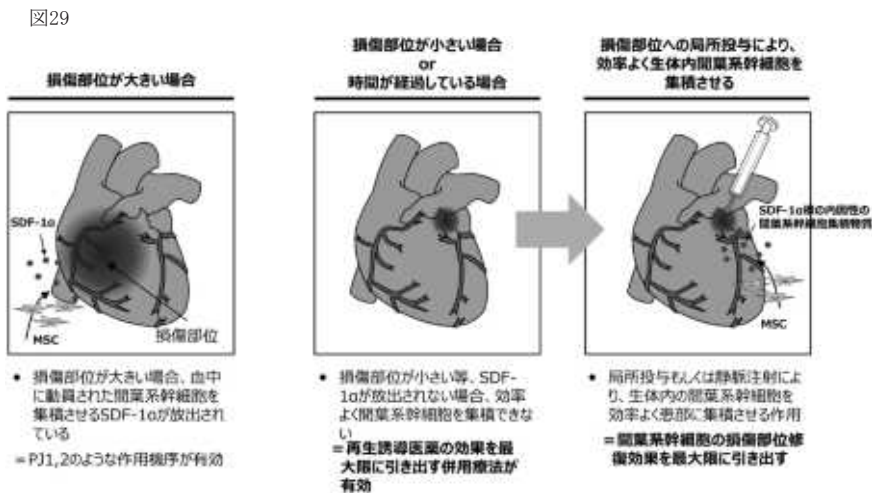 図29
損傷部位が大きい場合
SDF-1α
MSC
損傷部位
• 損傷部位が大きい場合、血中
に動員された間葉系幹細胞を
集積させるSDF-1αが放出され
ている
＝PJ1,2のような作用機序が有効
損傷部位が小さい場合
or
時間が経過している場合
• 損傷部位が小さい等、SDF-
1αが放出されない場合、効率
よく間葉系幹細胞を集積できな
い
＝再生誘導医薬の効果を最
大限に引き出す併用療法が
有効
損傷部位への局所投与により、
効率よく生体内間葉系幹細胞を
集積させる
SDF-1α様の内因性の
間葉系幹細胞集積物質
MSC
• 局所投与もしくは静脈注射によ
り、生体内の間葉系幹細胞を
効率よく患部に集積させる作用
＝間葉系幹細胞の損傷部位修
復効果を最大限に引き出す